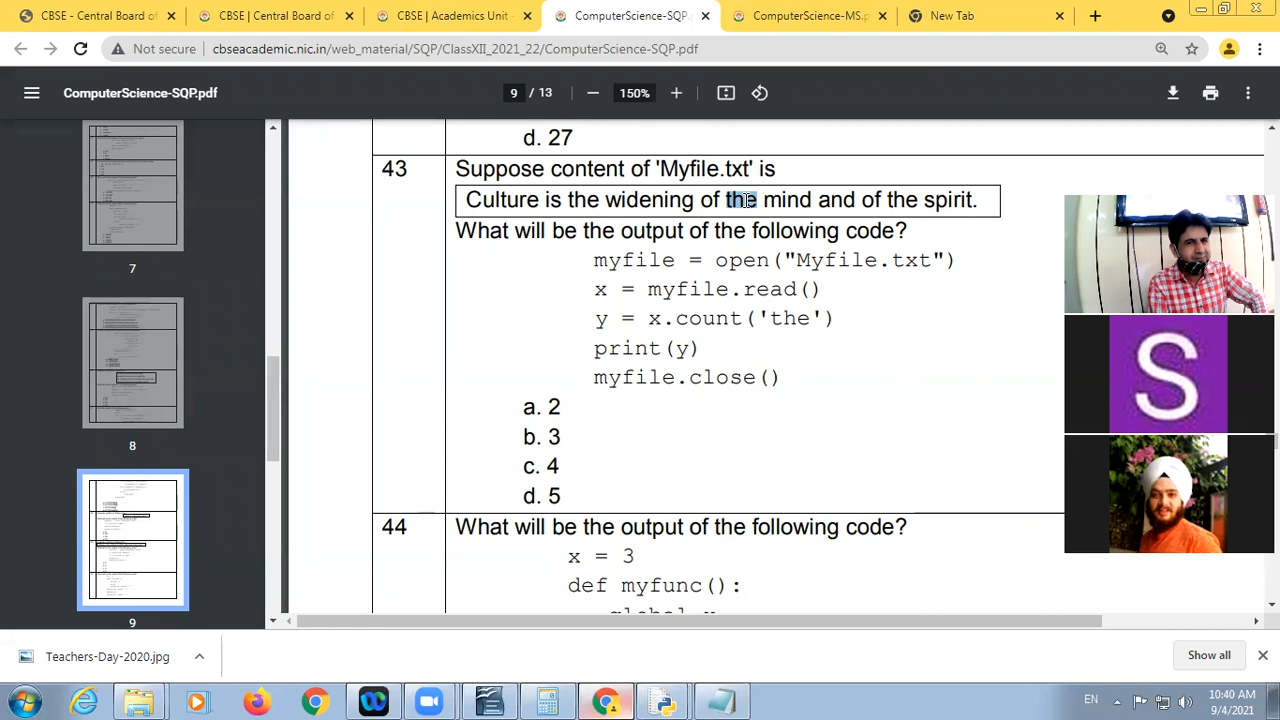 CBSE - Central Board of
CBSE | Central Board of
CBSE | Academics Unit -
ComputerScience-SQP.
ComputerScience-MS.p
New Tab
Not secure
cbseacademic.nic.in/web_material/SQP/ClassXII_2021_22/ComputerScience-SQP.pdf
ComputerScience-SQP.pdf
9 / 13
150%
7
8
9
d. 27
43
Suppose content of 'Myfile.txt' is
Culture is the widening of the mind and of the spirit.
What will be the output of the following code?
myfile = open("Myfile.txt")
x = myfile.read()
y = x.count('the')
print(y)
myfile.close()
a. 2
b. 3
c. 4
d. 5
44
What will be the output of the following code?
x = 3
def myfunc():
global x
S
Teachers-Day-2020.jpg
Show all
EN
10:40 AM
9/4/2021